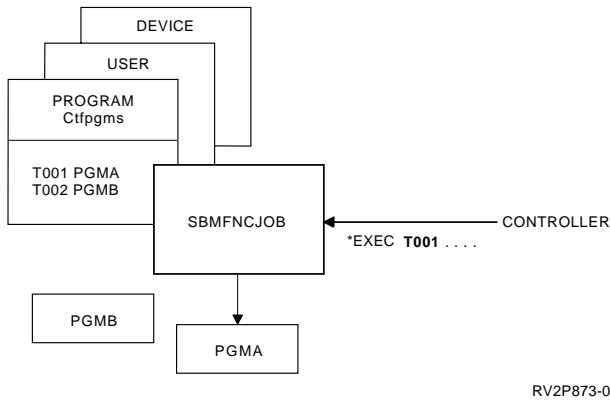 DEVICE
USER
PROGRAM
Ctfpgms
T001 PGMA
T002 PGMB
SBMFNCJOB
CONTROLLER
*EXEC T001 . . . .
PGMB
PGMA
RV2P873-0